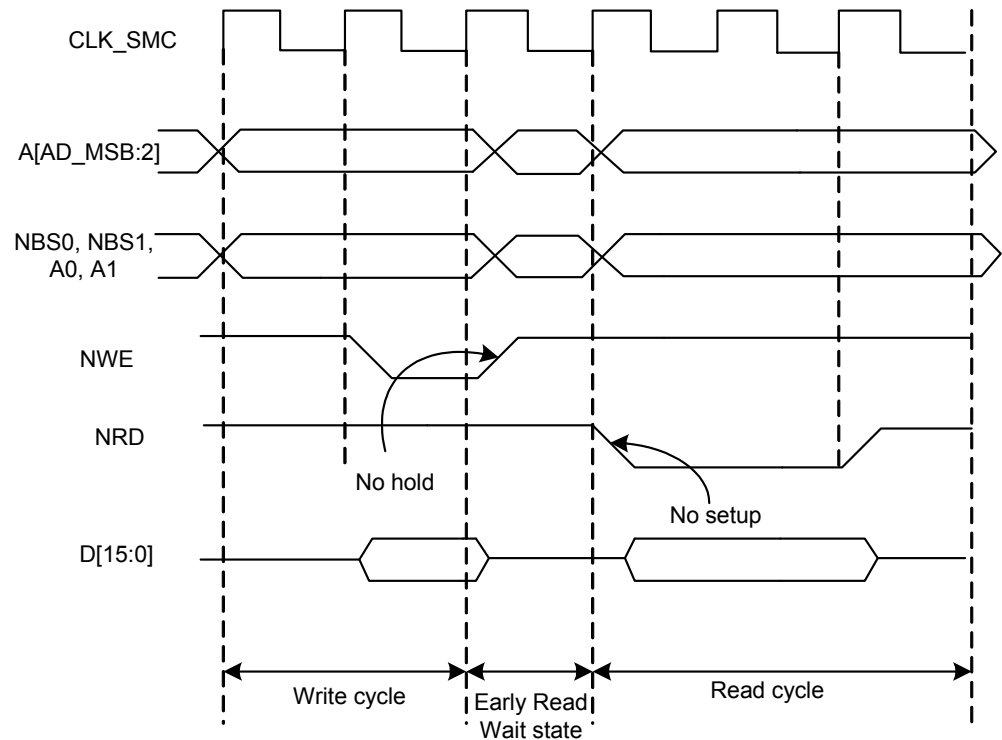 CLK_SMC
A[AD_MSB:2]
NBS0, NBS1,
A0, A1
NWE
NRD
No hold
No setup
D[15:0]
Write cycle
Early Read
Wait state
Read cycle